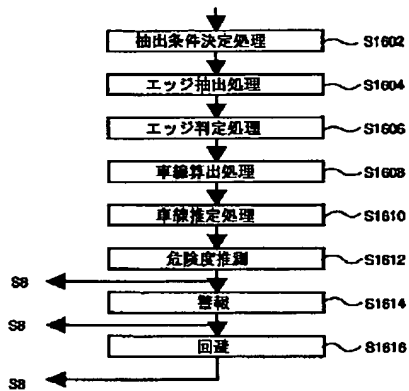 抽出条件決定処理 S1602
エッジ抽出処理 S1604
エッジ判定処理 S1606
車線算出処理 S1608
車線推定処理 S1610
危険度推測 S1612
S8
警報 S1614
S8
回避 S1616
S8